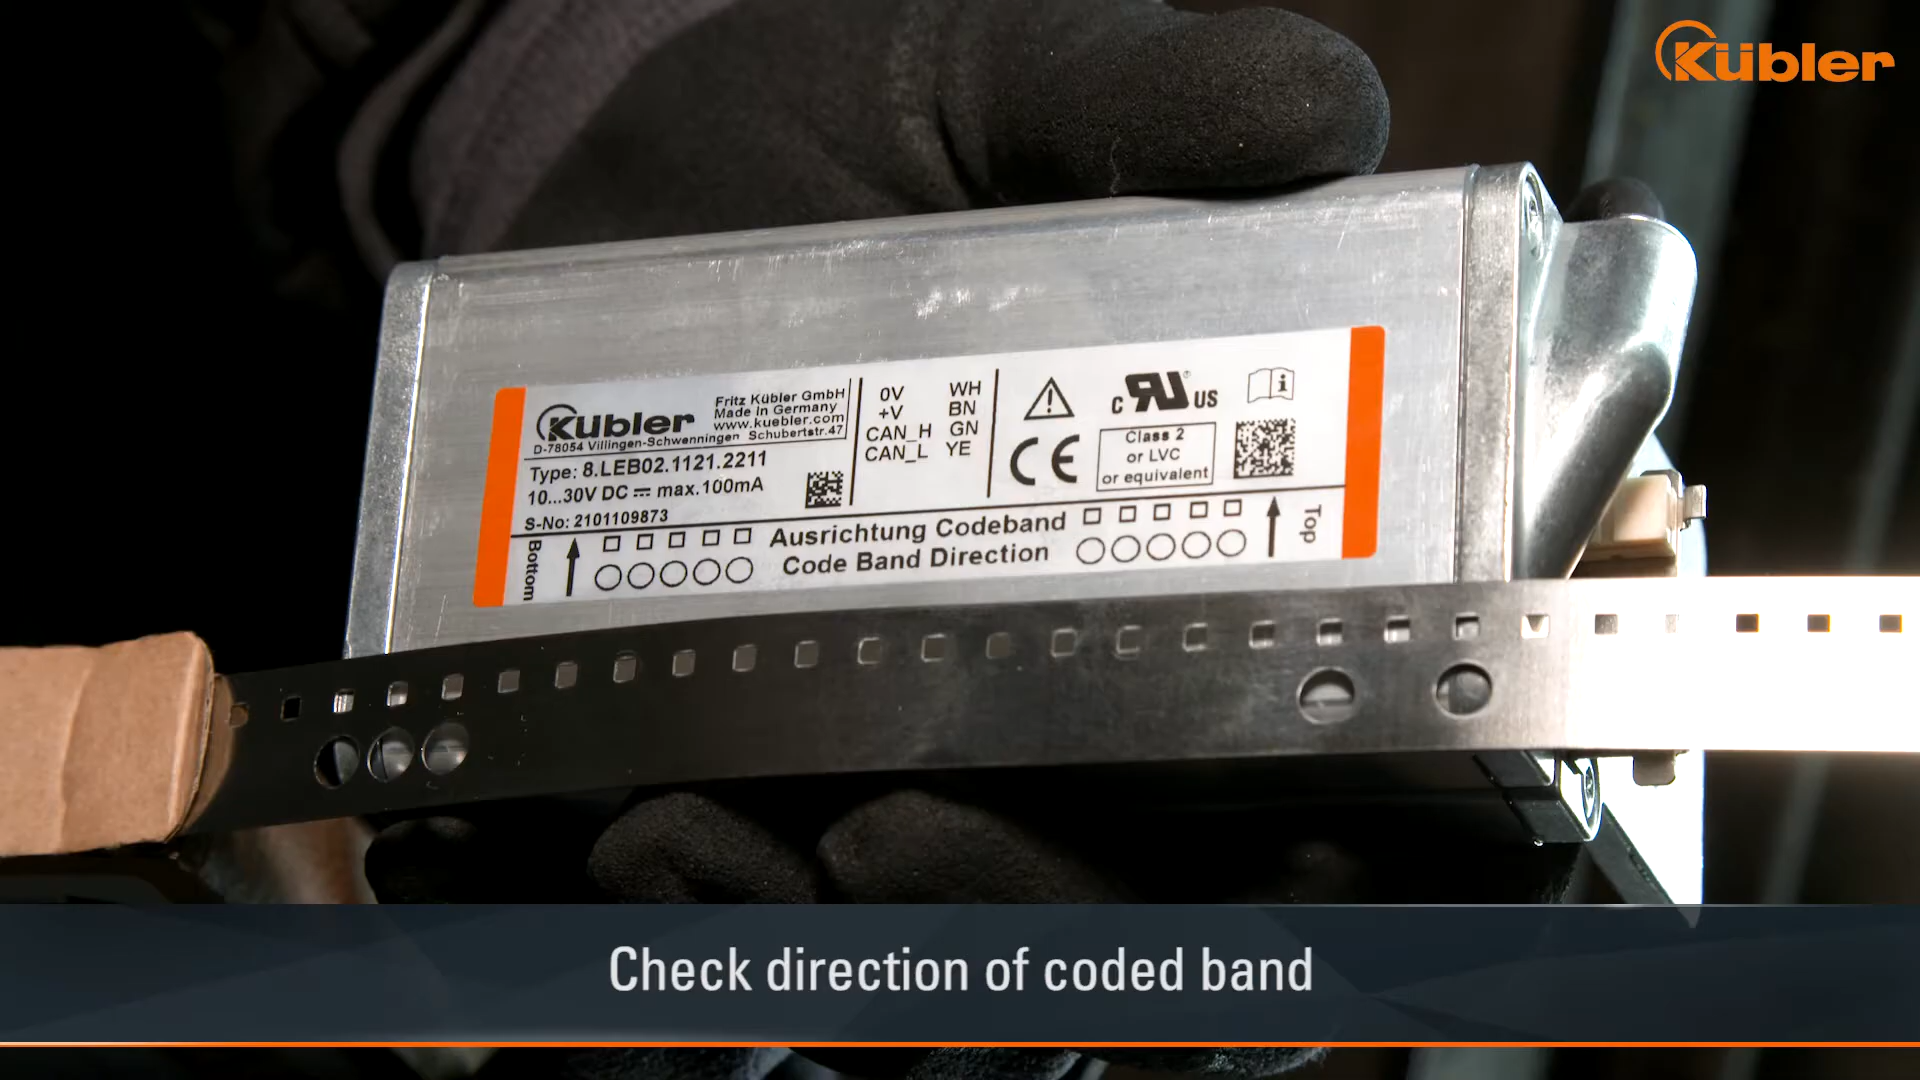 Kübler
Kübler
Fritz Kübler GmbH
Made in Germany
www.kuebler.com
D-78054 Villingen-Schwenningen Schubertstr.47
Type: 8.LEB02.1121.2211
10...30V DC ⎓ max.100mA
S-No: 2101109873
0V WH
+V BN
CAN_H GN
CAN_L YE
c RU US
CE
Class 2
or LVC
or equivalent
Bottom
Ausrichtung Codeband
Code Band Direction
Top
Check direction of coded band